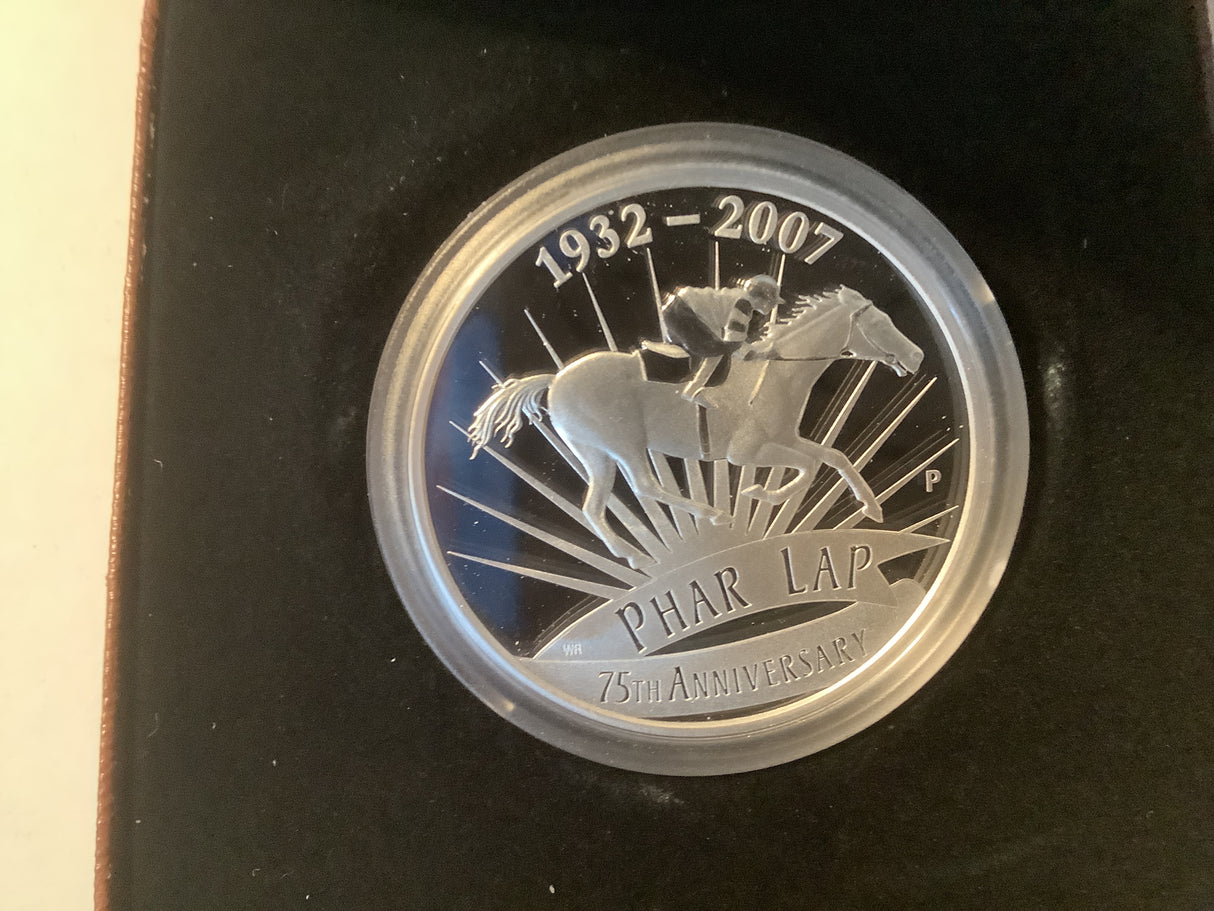 1932 – 2007
P
PHAR LAP
WR
75TH ANNIVERSARY